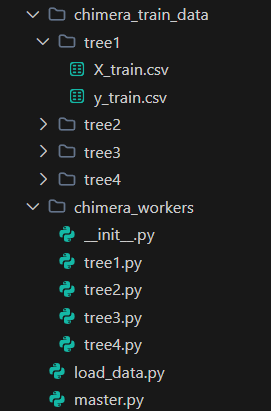 chimera_train_data
tree1
X_train.csv
y_train.csv
tree2
tree3
tree4
chimera_workers
__init__.py
tree1.py
tree2.py
tree3.py
tree4.py
load_data.py
master.py